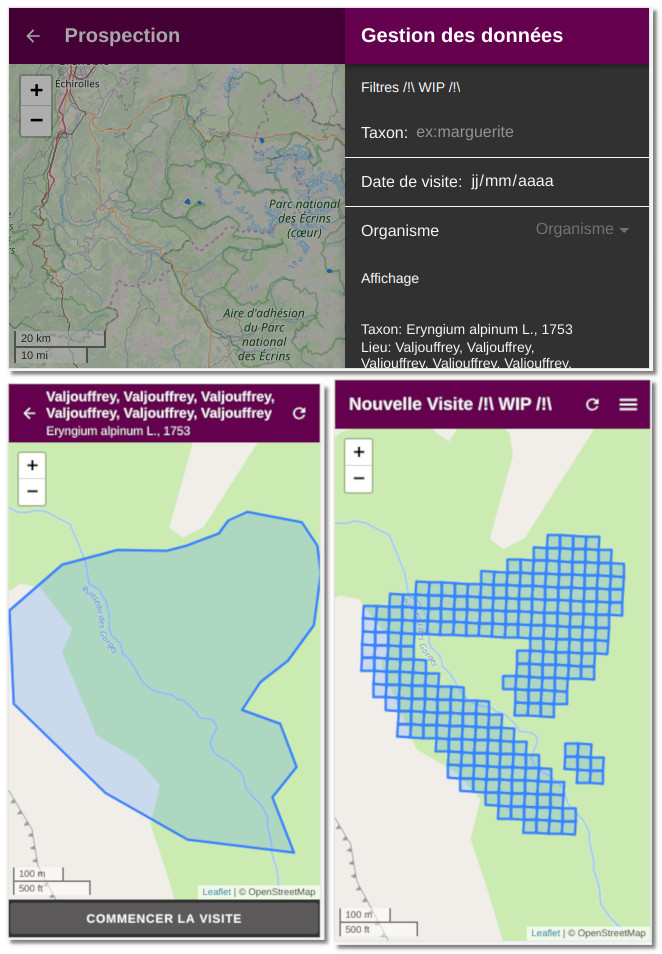 Prospection
Échirolles
+
−
Parc national
des Écrins
(cœur)
Aire d'adhésion
du Parc
national
des Écrins
20 km
10 mi
Gestion des données
Filtres /!\ WIP /!\
Taxon: ex:marguerite
Date de visite: jj/mm/aaaa
Organisme Organisme
Affichage
Taxon: Eryngium alpinum L., 1753
Lieu: Valjouffrey, Valjouffrey,
Valjouffrey, Valjouffrey, Valjouffrey,
Valjouffrey, Valjouffrey, Valjouffrey,
Valjouffrey, Valjouffrey, Valjouffrey
Eryngium alpinum L., 1753
+
−
Ruisseau des Gorges
100 m
500 ft
Leaflet | © OpenStreetMap
COMMENCER LA VISITE
Nouvelle Visite /!\ WIP /!\
+
−
Gorges
100 m
500 ft
Leaflet | © OpenStreetMap